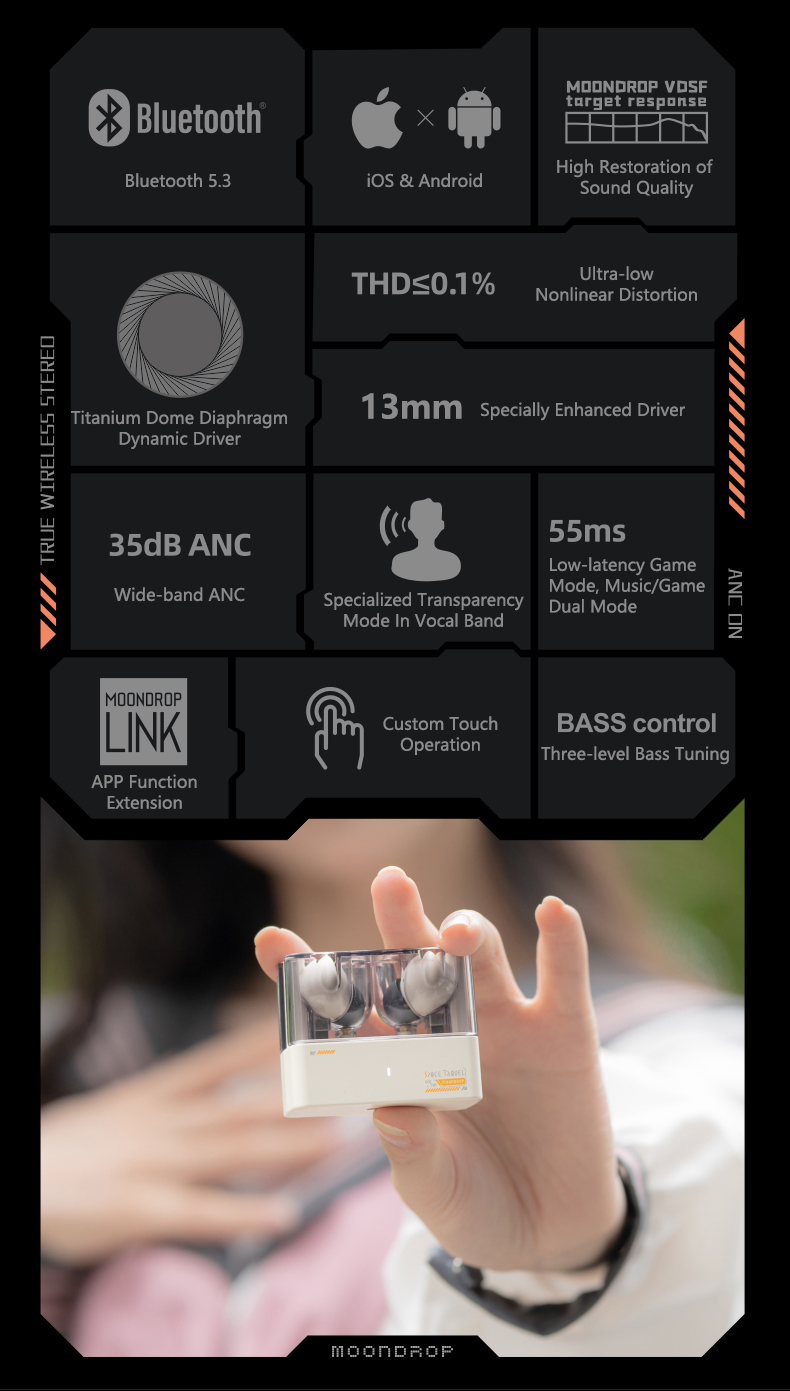 Bluetooth®
Bluetooth 5.3
iOS & Android
MOONDROP VDSF
target response
High Restoration of
Sound Quality
Titanium Dome Diaphragm
Dynamic Driver
THD≤0.1%
Ultra-low
Nonlinear Distortion
13mm
Specially Enhanced Driver
TRUE WIRELESS STEREO
35dB ANC
Wide-band ANC
Specialized Transparency
Mode In Vocal Band
55ms
Low-latency Game
Mode, Music/Game
Dual Mode
ANC ON
MOONDROP
LINK
APP Function
Extension
Custom Touch
Operation
BASS control
Three-level Bass Tuning
SPACE TRAVEL
MOONDROP